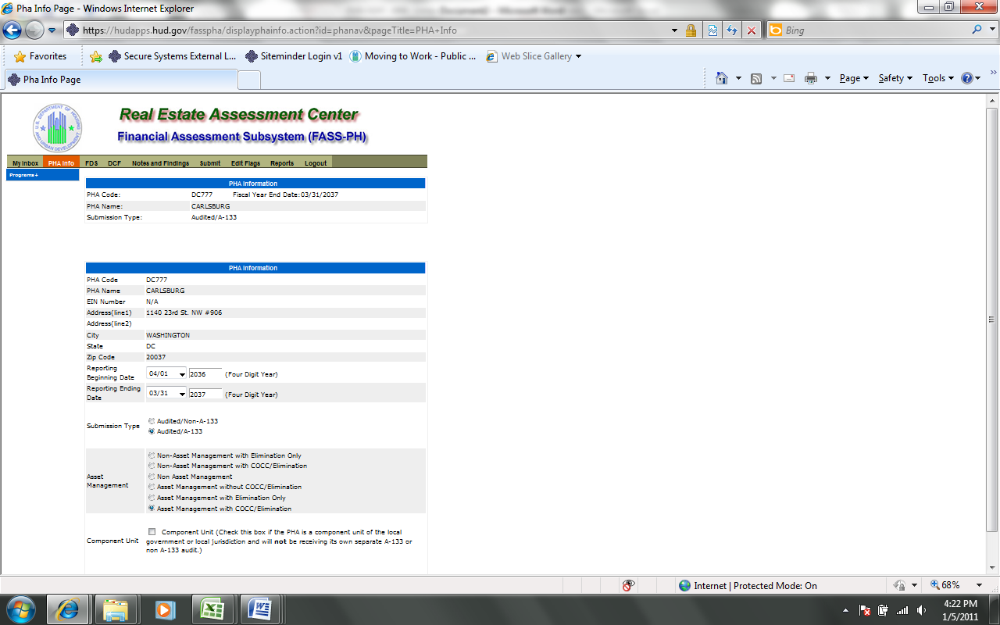 Pha Info Page - Windows Internet Explorer
https://hudapps.hud.gov/fasspha/displayphainfo.action?id=phanav&pageTitle=PHA+Info
Bing
Favorites
Secure Systems External L...
Siteminder Login v1
Moving to Work - Public ...
Web Slice Gallery
Pha Info Page
Page
Safety
Tools
Real Estate Assessment Center
Financial Assessment Subsystem (FASS-PH)
My Inbox PHA Info FDS DCF Notes and Findings Submit Edit Flags Reports Logout
Programs+
PHA Information
PHA Code: DC777 Fiscal Year End Date:03/31/2037
PHA Name: CARLSBURG
Submission Type: Audited/A-133
PHA Information
PHA Code DC777
PHA Name CARLSBURG
EIN Number N/A
Address(line1) 1140 23rd St. NW #906
Address(line2)
City WASHINGTON
State DC
Zip Code 20037
Reporting Beginning Date 04/01 2036 (Four Digit Year)
Reporting Ending Date 03/31 2037 (Four Digit Year)
Submission Type
Audited/Non-A-133
Audited/A-133
Asset Management
Non-Asset Management with Elimination Only
Non-Asset Management with COCC/Elimination
Non Asset Management
Asset Management without COCC/Elimination
Asset Management with Elimination Only
Asset Management with COCC/Elimination
Component Unit
Component Unit (Check this box if the PHA is a component unit of the local
government or local jurisdiction and will not be receiving its own separate A-133 or
non A-133 audit.)
Internet | Protected Mode: On
68%
4:22 PM
1/5/2011